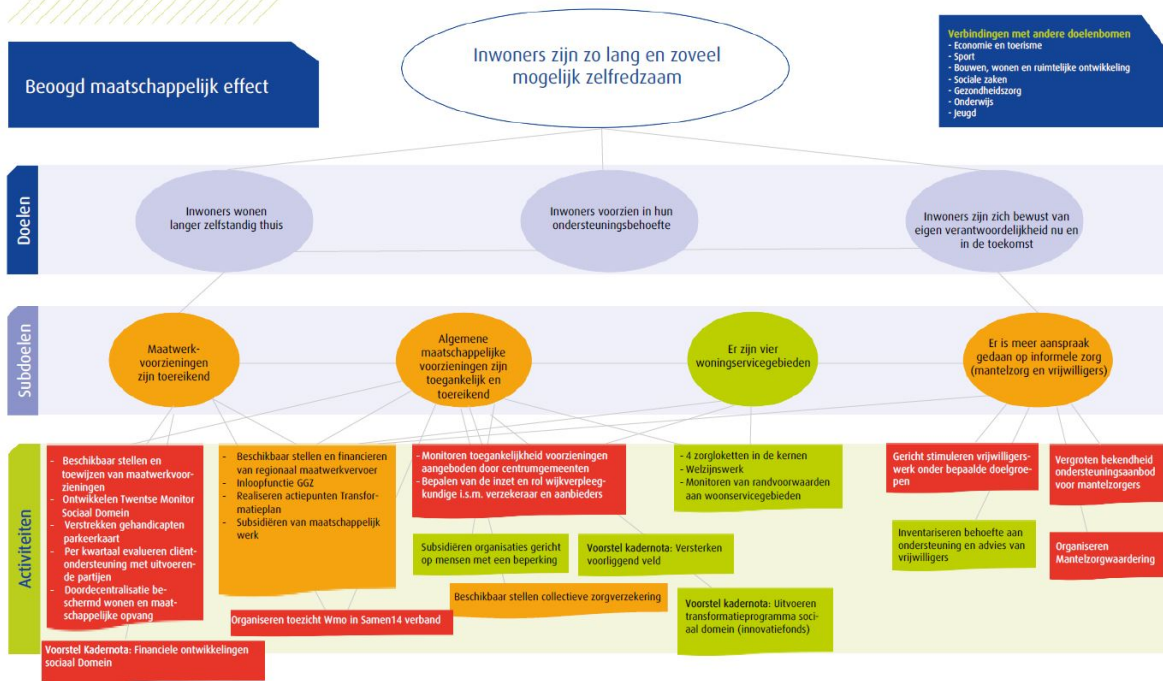 Beoogd maatschappelijk effect
Inwoners zijn zo lang en zoveel
mogelijk zelfredzaam
Verbindingen met andere doelenbomen
- Economie en toerisme
- Sport
- Bouwen, wonen en ruimtelijke ontwikkeling
- Sociale zaken
- Gezondheidszorg
- Onderwijs
- Jeugd
Doelen
Inwoners wonen
langer zelfstandig thuis
Inwoners voorzien in hun
ondersteuningsbehoefte
Inwoners zijn zich bewust van
eigen verantwoordelijkheid nu en
in de toekomst
Subdoelen
Maatwerk-
voorzieningen
zijn toereikend
Algemene
maatschappelijke
voorzieningen zijn
toegankelijk en
toereikend
Er zijn vier
woningservicegebieden
Er is meer aanspraak
gedaan op informele zorg
(mantelzorg en vrijwilligers)
Activiteiten
- Beschikbaar stellen en
toewijzen van maatwerkvoor-
zieningen
- Ontwikkelen Twentse Monitor
Sociaal Domein
- Verstrekken gehandicapten
parkeerkaart
- Per kwartaal evalueren cliënt-
ondersteuning met uitvoeren-
de partijen
- Doordecentralisatie be-
schermd wonen en maat-
schappelijke opvang
Voorstel Kadernota: Financiele ontwikkelingen
sociaal Domein
- Beschikbaar stellen en financieren
van regionaal maatwerkvervoer
- Inloopfunctie GGZ
- Realiseren actiepunten Transfor-
matieplan
- Subsidiëren van maatschappelijk
werk
Organiseren toezicht Wmo in Samen14 verband
- Monitoren toegankelijkheid voorzieningen
aangeboden door centrumgemeenten
- Bepalen van de inzet en rol wijkverpleeg-
kundige i.s.m. verzekeraar en aanbieders
Subsidiëren organisaties gericht
op mensen met een beperking
Voorstel kadernota: Versterken
voorliggend veld
Beschikbaar stellen collectieve zorgverzekering
- 4 zorgloketten in de kernen
- Welzijnswerk
- Monitoren van randvoorwaarden
aan woonservicegebieden
Voorstel kadernota: Uitvoeren
transformatieprogramma soci-
aal domein (innovatiefonds)
Gericht stimuleren vrijwilligers-
werk onder bepaalde doelgroe-
pen
Inventariseren behoefte aan
ondersteuning en advies van
vrijwilligers
Vergroten bekendheid
ondersteuningsaanbod
voor mantelzorgers
Organiseren
Mantelzorgwaardering